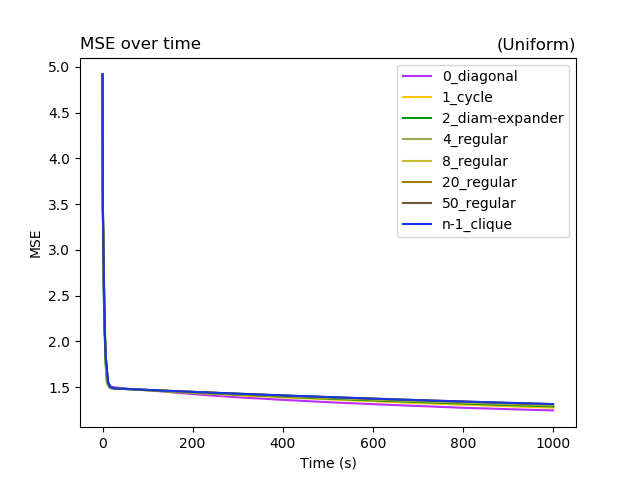 MSE over time
(Uniform)
5.0
4.5
4.0
3.5
3.0
2.5
2.0
1.5
MSE
0_diagonal
1_cycle
2_diam-expander
4_regular
8_regular
20_regular
50_regular
n-1_clique
0
200
400
600
800
1000
Time (s)